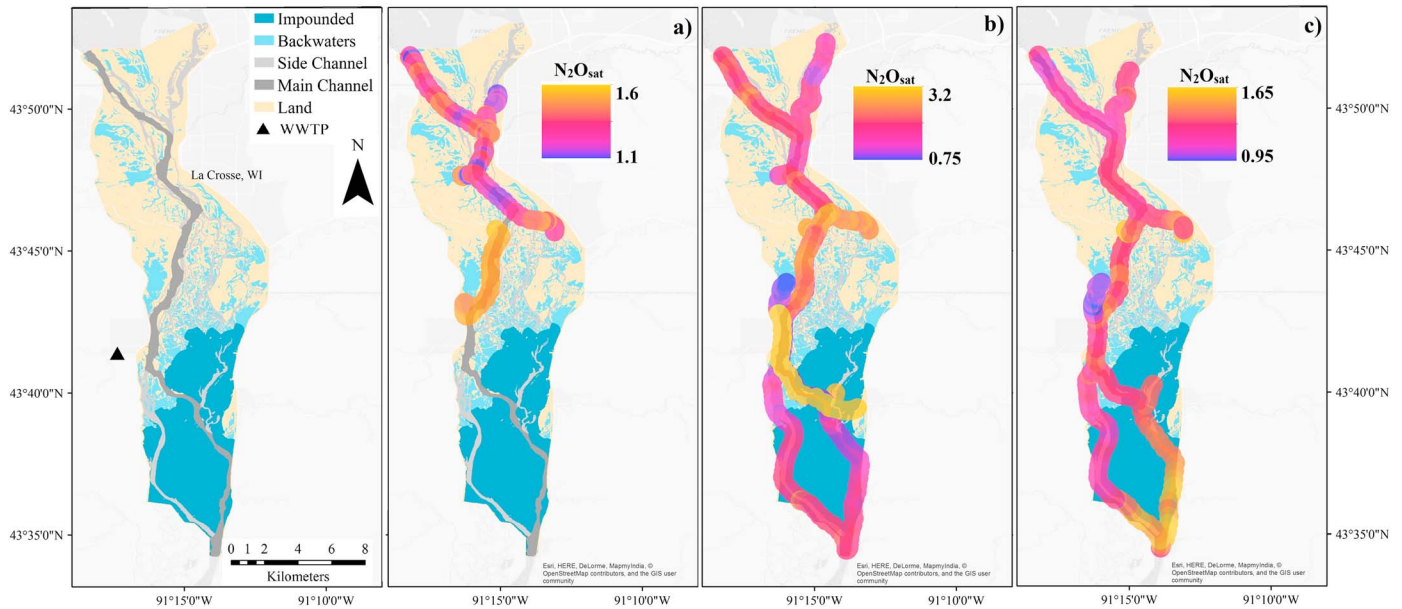 Impounded
Backwaters
Side Channel
Main Channel
Land
WWTP
N
La Crosse, WI
43°50'0"N
43°45'0"N
43°40'0"N
43°35'0"N
0 1 2 4 6 8
Kilometers
91°15'0"W 91°10'0"W
a)
N₂Osat
1.6
1.1
Esri, HERE, DeLorme, MapmyIndia, ©
OpenStreetMap contributors, and the GIS user
community
91°15'0"W 91°10'0"W
b)
N₂Osat
3.2
0.75
Esri, HERE, DeLorme, MapmyIndia, ©
OpenStreetMap contributors, and the GIS user
community
91°15'0"W 91°10'0"W
c)
N₂Osat
1.65
0.95
Esri, HERE, DeLorme, MapmyIndia, ©
OpenStreetMap contributors, and the GIS user
community
43°50'0"N
43°45'0"N
43°40'0"N
43°35'0"N
91°15'0"W 91°10'0"W